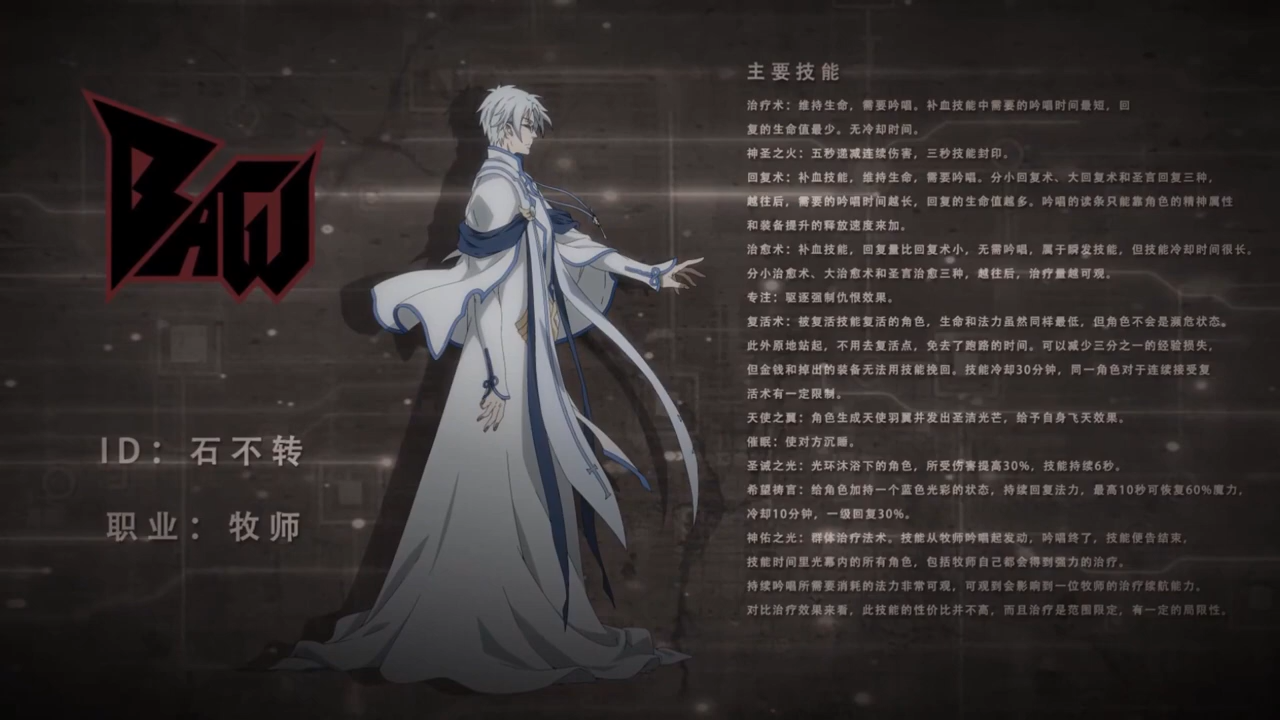 BATW
ID：石不转
职业：牧师
主要技能
治疗术：维持生命，需要吟唱。补血技能中需要的吟唱时间最短，回
复的生命值最少。无冷却时间。
神圣之火：五秒递减连续伤害，三秒技能封印。
回复术：补血技能，维持生命，需要吟唱。分小回复术、大回复术和圣言回复三种，
越往后，需要的吟唱时间越长，回复的生命值越多。吟唱的读条只能靠角色的精神属性
和装备提升的释放速度来加。
治愈术：补血技能，回复量比回复术小，无需吟唱，属于瞬发技能，但技能冷却时间很长。
分小治愈术、大治愈术和圣言治愈三种，越往后，治疗量越可观。
专注：驱逐强制仇恨效果。
复活术：被复活技能复活的角色，生命和法力虽然同样最低，但角色不会是濒危状态。
此外原地站起，不用去复活点，免去了跑路的时间。可以减少三分之一的经验损失，
但金钱和掉出的装备无法用技能挽回。技能冷却30分钟，同一角色对于连续接受复
活术有一定限制。
天使之翼：角色生成天使羽翼并发出圣洁光芒，给予自身飞天效果。
催眠：使对方沉睡。
圣诫之光：光环沐浴下的角色，所受伤害提高30%，技能持续6秒。
希望祷言：给角色加持一个蓝色光彩的状态，持续回复法力，最高10秒可恢复60%魔力，
冷却10分钟，一级回复30%。
神佑之光：群体治疗法术。技能从牧师吟唱起发动，吟唱终了，技能便告结束，
技能时间里光幕内的所有角色，包括牧师自己都会得到强力的治疗。
持续吟唱所需要消耗的法力非常可观，可观到会影响到一位牧师的治疗续航能力。
对比治疗效果来看，此技能的性价比并不高，而且治疗是范围限定，有一定的局限性。